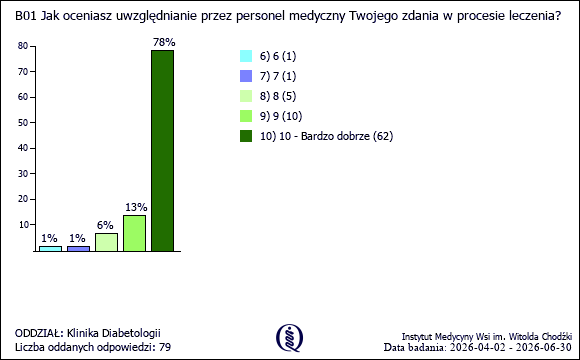 B01 Jak oceniasz uwzględnianie przez personel medyczny Twojego zdania w procesie leczenia?
80
70
60
50
40
30
20
10
1%
1%
6%
13%
78%
6) 6 (1)
7) 7 (1)
8) 8 (5)
9) 9 (10)
10) 10 - Bardzo dobrze (62)
ODDZIAŁ: Klinika Diabetologii
Liczba oddanych odpowiedzi: 79
Instytut Medycyny Wsi im. Witolda Chodźki
Data badania: 2026-04-02 - 2026-06-30